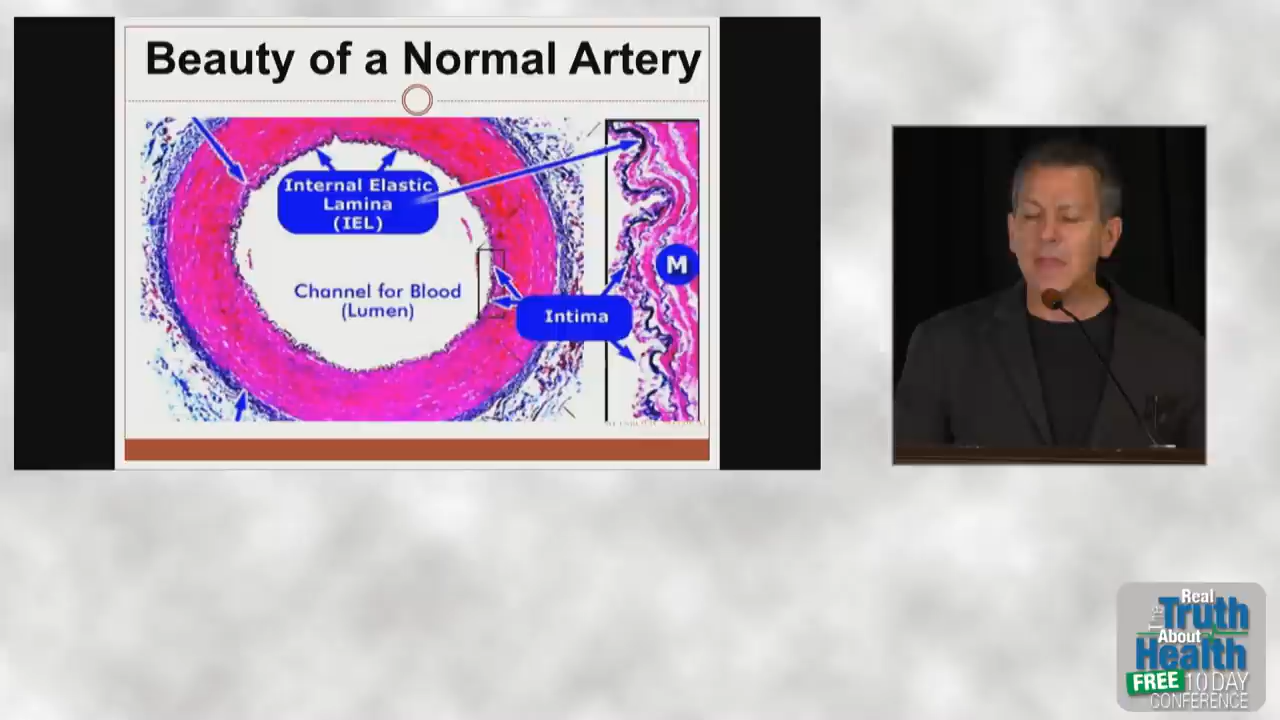 Beauty of a Normal Artery
Internal Elastic
Lamina
(IEL)
M
Channel for Blood
(Lumen)
Intima
The
Real
Truth
About
Health
FREE 10 DAY
CONFERENCE